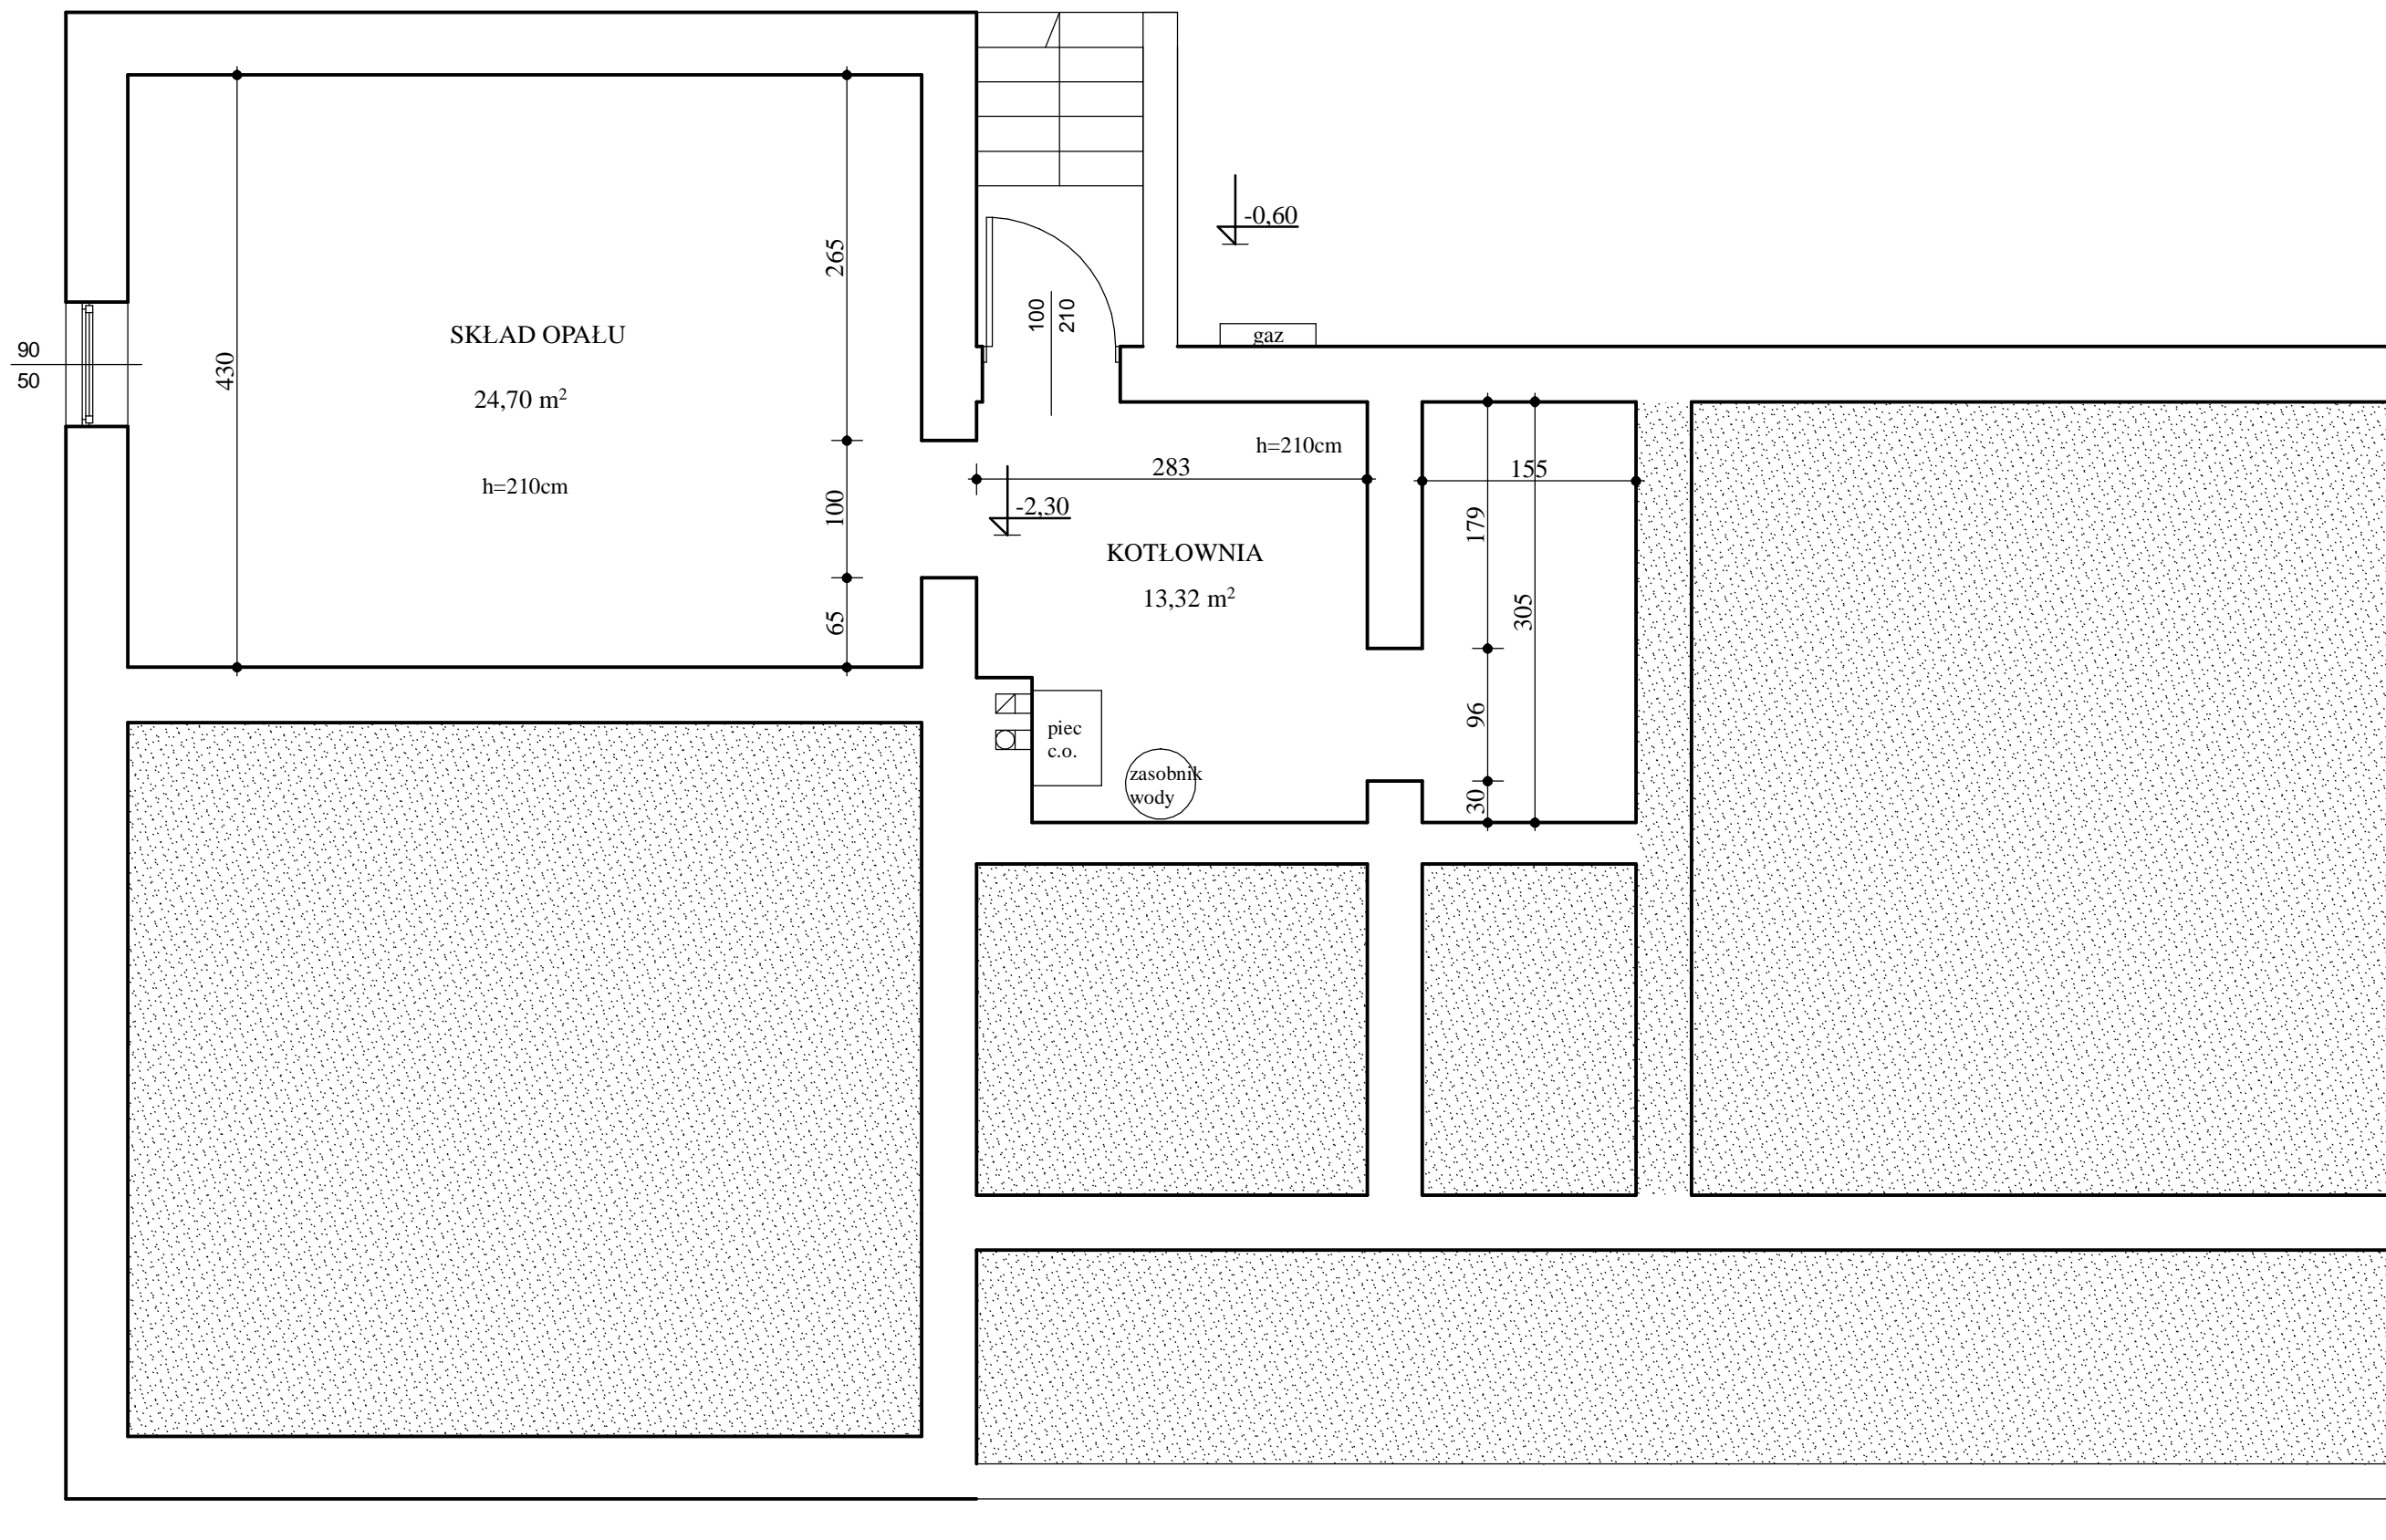 -0,60
265
100
210
SKŁAD OPAŁU
gaz
90
50
430
24,70 m²
h=210cm
283
155
h=210cm
100
-2,30
179
KOTŁOWNIA
13,32 m²
305
65
96
piec
c.o.
zasobnik
wody
30